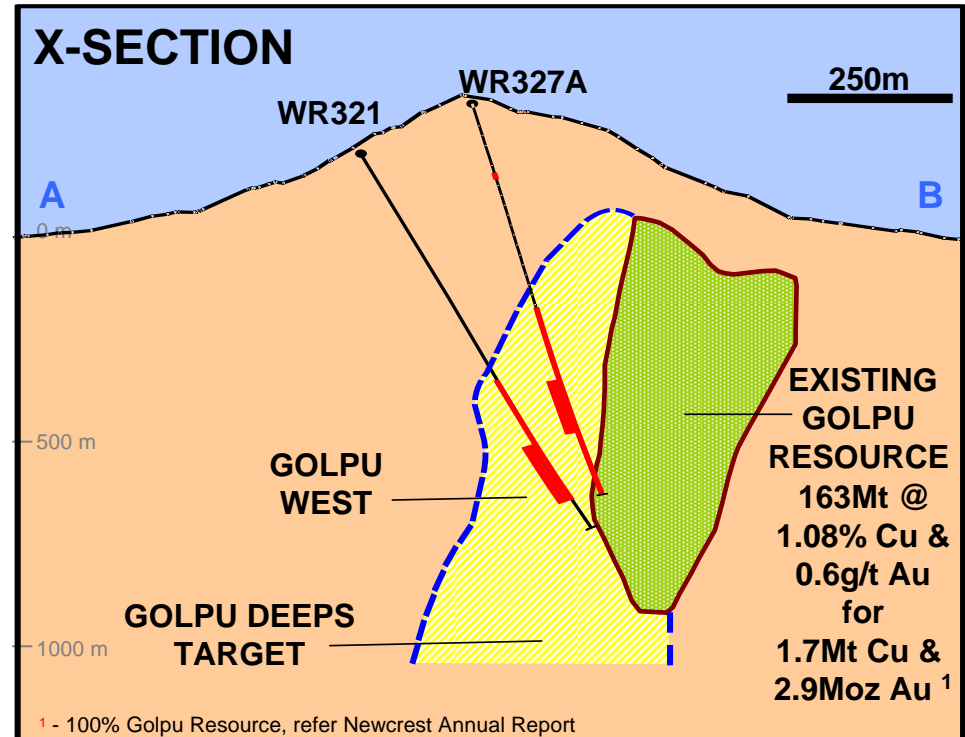 X-SECTION
WR327A
250m
WR321
A
B
0 m
EXISTING
GOLPU
RESOURCE
163Mt @
1.08% Cu &
0.6g/t Au
for
1.7Mt Cu &
2.9Moz Au ¹
500 m
GOLPU
WEST
GOLPU DEEPS
TARGET
1000 m
¹ - 100% Golpu Resource, refer Newcrest Annual Report